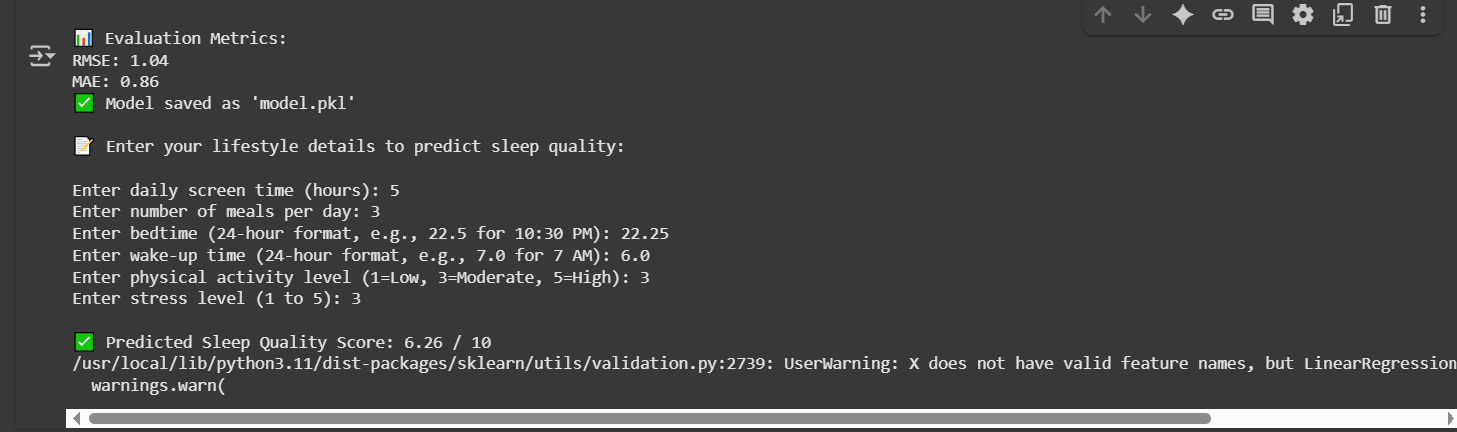 📊 Evaluation Metrics:
RMSE: 1.04
MAE: 0.86
✅ Model saved as 'model.pkl'
📝 Enter your lifestyle details to predict sleep quality:
Enter daily screen time (hours): 5
Enter number of meals per day: 3
Enter bedtime (24-hour format, e.g., 22.5 for 10:30 PM): 22.25
Enter wake-up time (24-hour format, e.g., 7.0 for 7 AM): 6.0
Enter physical activity level (1=Low, 3=Moderate, 5=High): 3
Enter stress level (1 to 5): 3
✅ Predicted Sleep Quality Score: 6.26 / 10
/usr/local/lib/python3.11/dist-packages/sklearn/utils/validation.py:2739: UserWarning: X does not have valid feature names, but LinearRegression
warnings.warn(